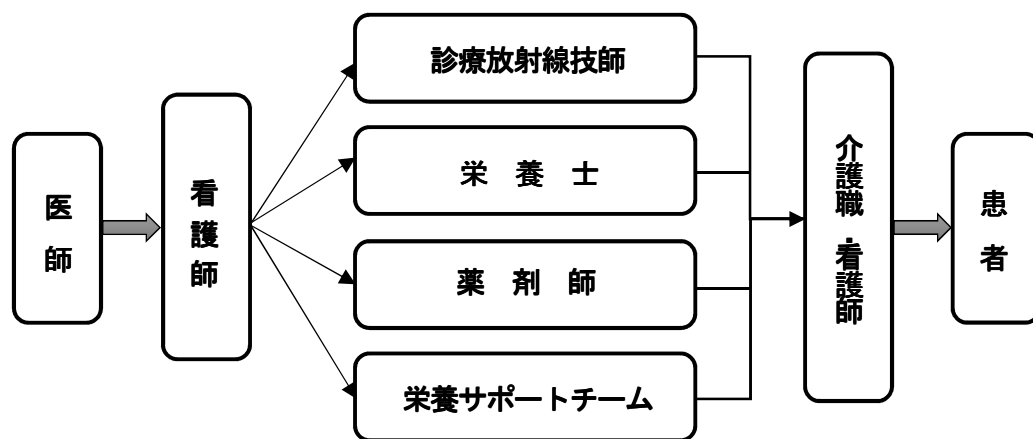 医師
看護師
診療放射線技師
栄　養　士
薬　剤　師
栄養サポートチーム
介護職・看護師
患者